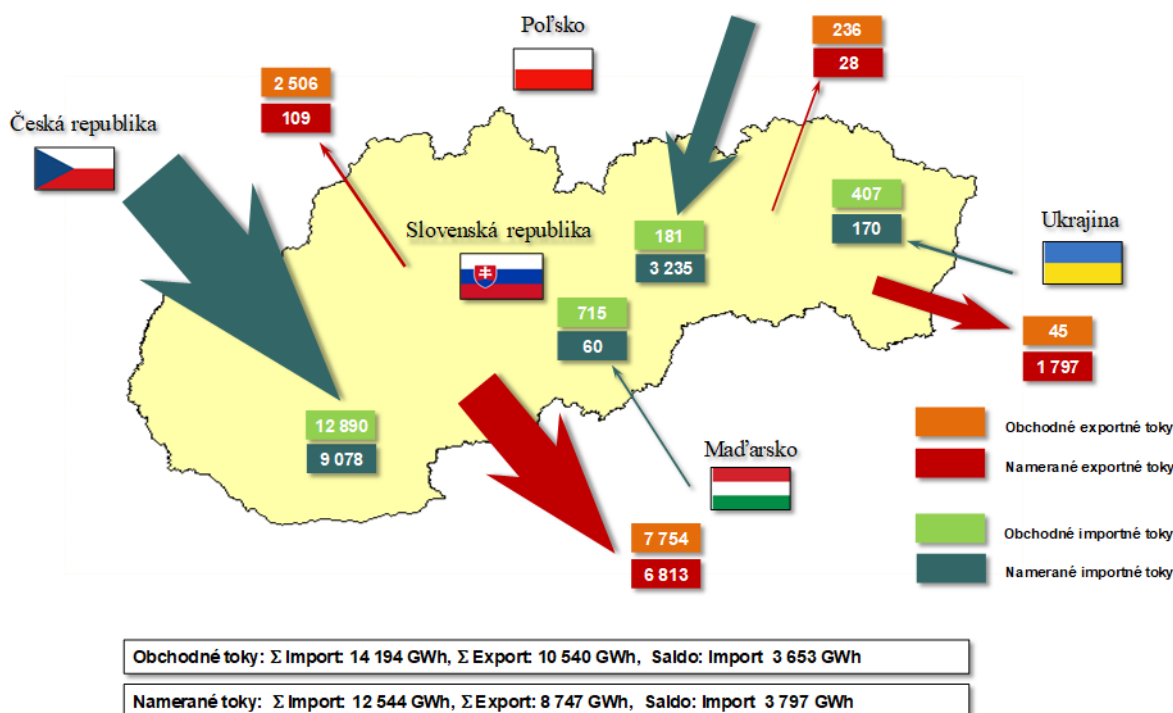 Poľsko
236
28
2 506
109
Česká republika
407
170
Ukrajina
Slovenská republika
181
3 235
715
60
45
1 797
12 890
9 078
Maďarsko
7 754
6 813
Obchodné exportné toky
Namerané exportné toky
Obchodné importné toky
Namerané importné toky
Obchodné toky: Σ Import: 14 194 GWh, Σ Export: 10 540 GWh, Saldo: Import 3 653 GWh
Namerané toky: Σ Import: 12 544 GWh, Σ Export: 8 747 GWh, Saldo: Import 3 797 GWh